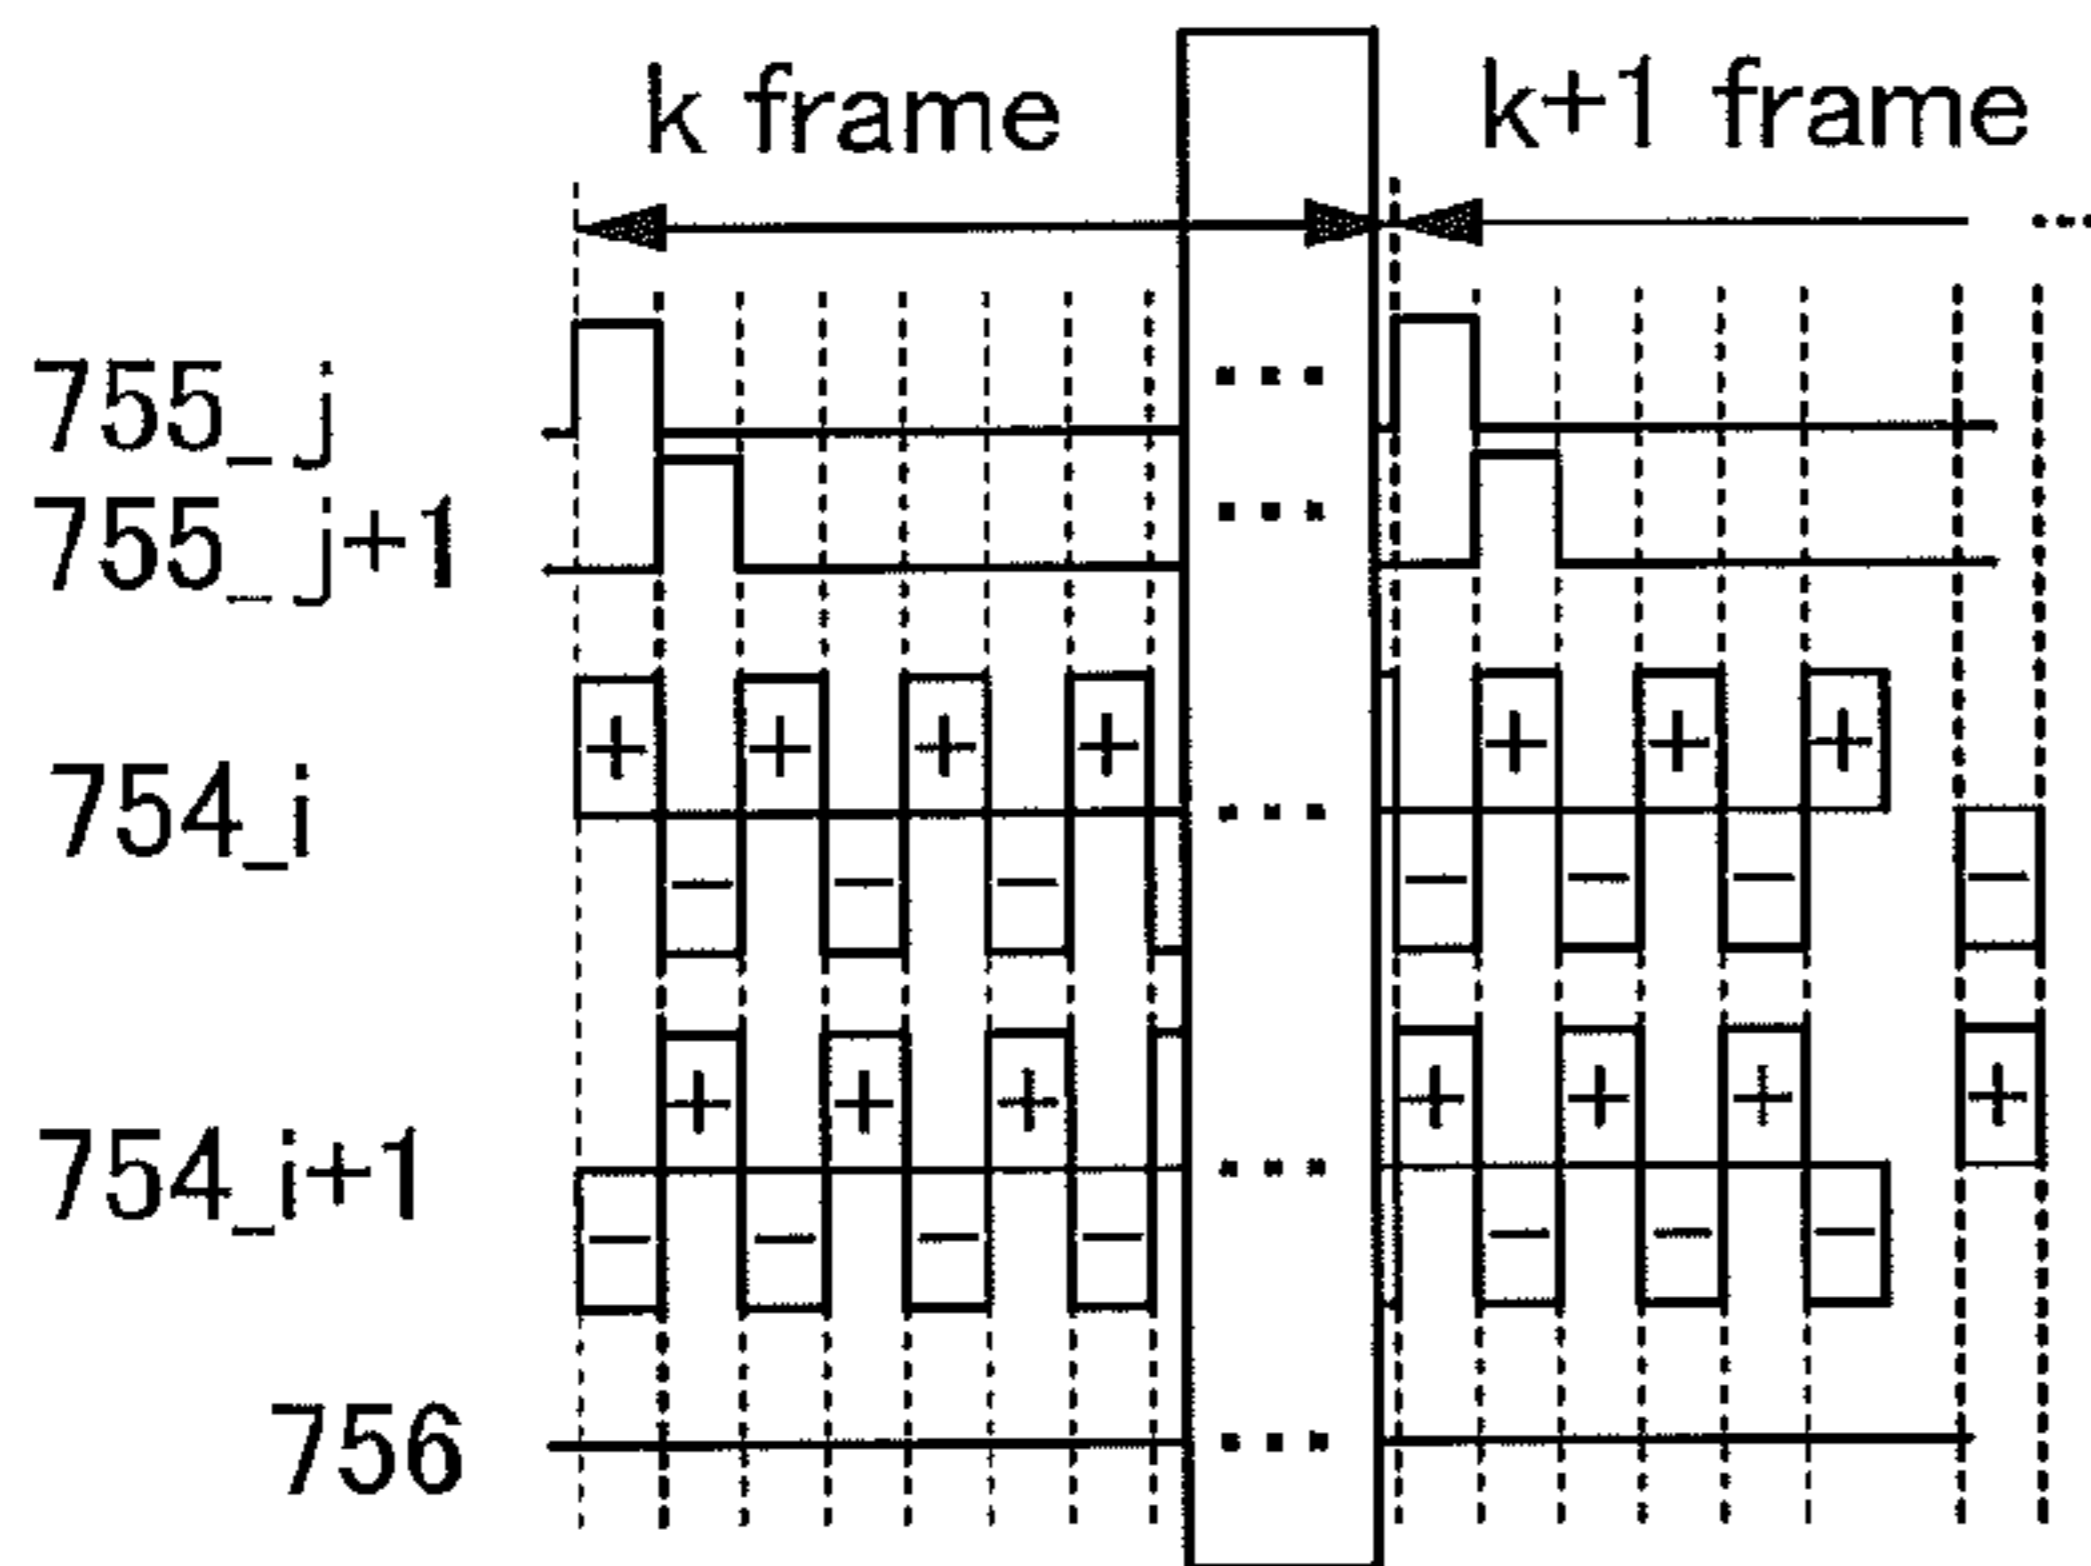 k frame k+1 frame
...
755_j ...
755_j+1 ...
+ + + + + + +
754_i ...
- - - - - - -
+ + + + + + +
754_i+1 ...
- - - - - - -
756 ...